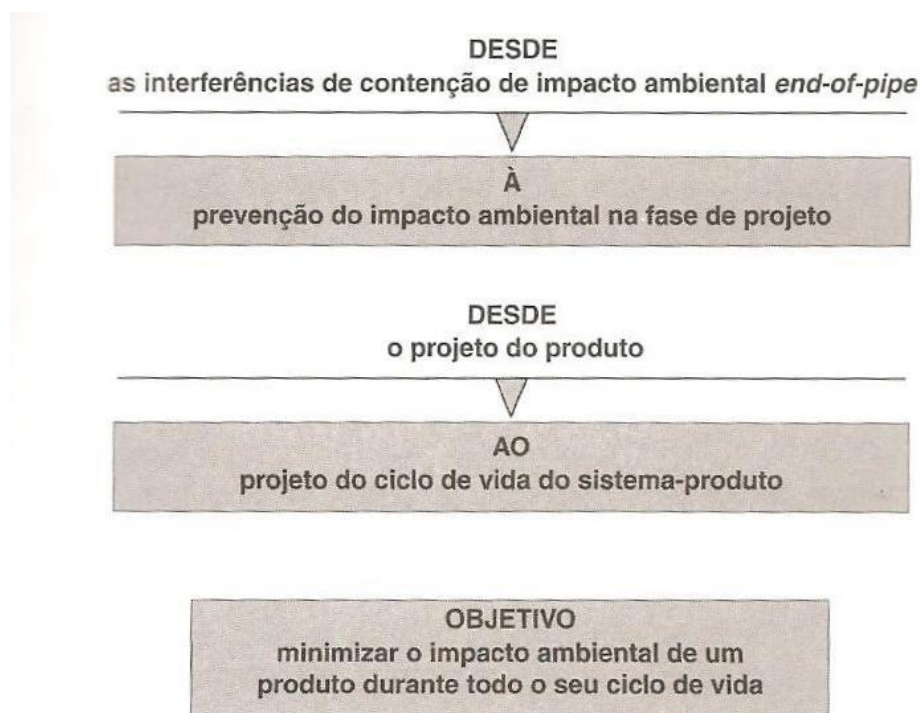 DESDE
as interferências de contenção de impacto ambiental end-of-pipe
À
prevenção do impacto ambiental na fase de projeto
DESDE
o projeto do produto
AO
projeto do ciclo de vida do sistema-produto
OBJETIVO
minimizar o impacto ambiental de um
produto durante todo o seu ciclo de vida